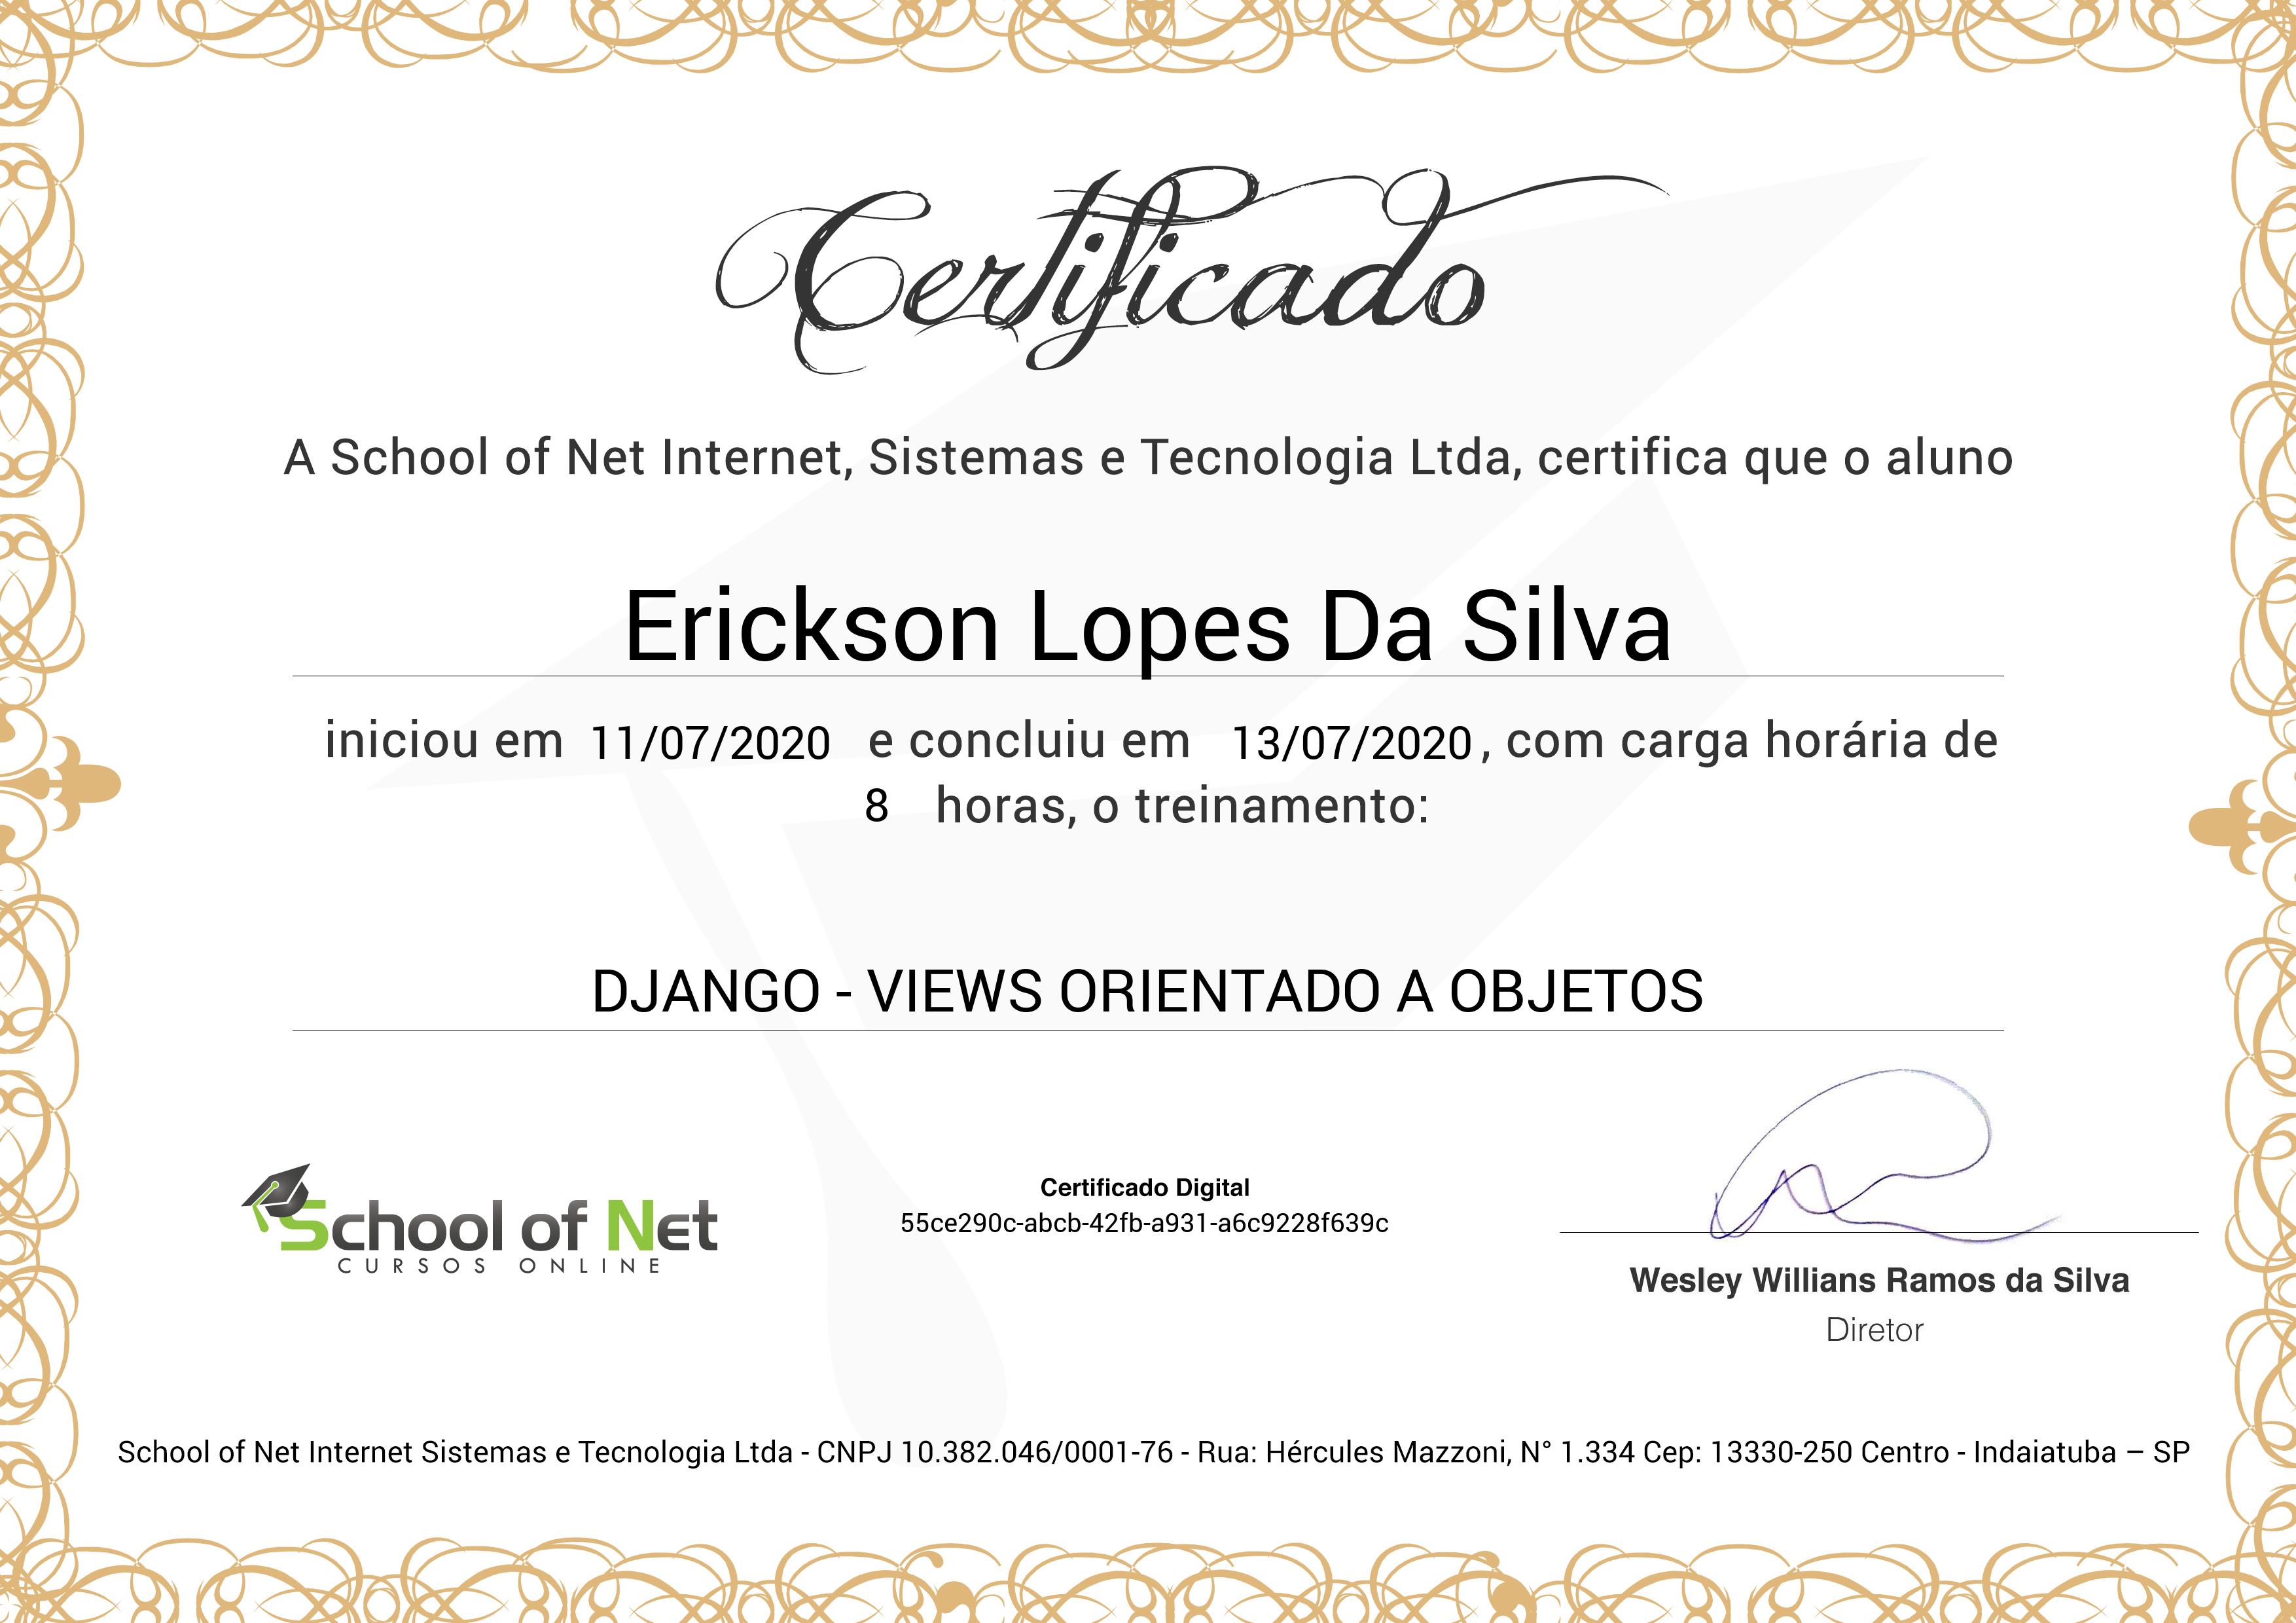 Certificado
A School of Net Internet, Sistemas e Tecnologia Ltda, certifica que o aluno
Erickson Lopes Da Silva
iniciou em 11/07/2020 e concluiu em 13/07/2020, com carga horária de
8 horas, o treinamento:
DJANGO - VIEWS ORIENTADO A OBJETOS
School of Net
CURSOS ONLINE
Certificado Digital
55ce290c-abcb-42fb-a931-a6c9228f639c
Wesley Willians Ramos da Silva
Diretor
School of Net Internet Sistemas e Tecnologia Ltda - CNPJ 10.382.046/0001-76 - Rua: Hércules Mazzoni, N° 1.334 Cep: 13330-250 Centro - Indaiatuba – SP